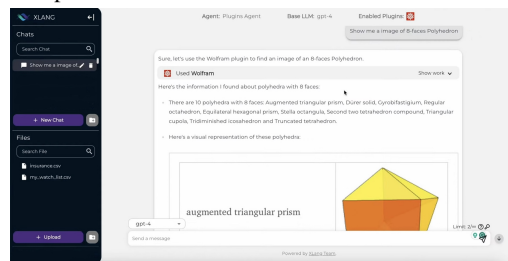 XLANG
Agent: Plugins Agent
Base LLM: gpt-4
Enabled Plugins:
Chats
Search Chat
Show me a image of.
+ New Chat
Files
Search File
insurance.csv
my_watch_list.csv
+ Upload
Show me a image of 8-faces Polyhedron
Sure, let's use the Wolfram plugin to find an image of an 8-faces Polyhedron.
Used Wolfram
Show work
Here's the information I found about polyhedra with 8 faces:
There are 10 polyhedra with 8 faces: Augmented triangular prism, Dürer solid, Gyrobifastigium, Regular
octahedron, Equilateral hexagonal prism, Stella octangula, Second two tetrahedron compound, Triangular
cupola, Tridiminished icosahedron and Truncated tetrahedron.
Here's a visual representation of these polyhedra.
augmented triangular prism
gpt-4
Limit: 2/∞
Send a message
Powered by XLang Team